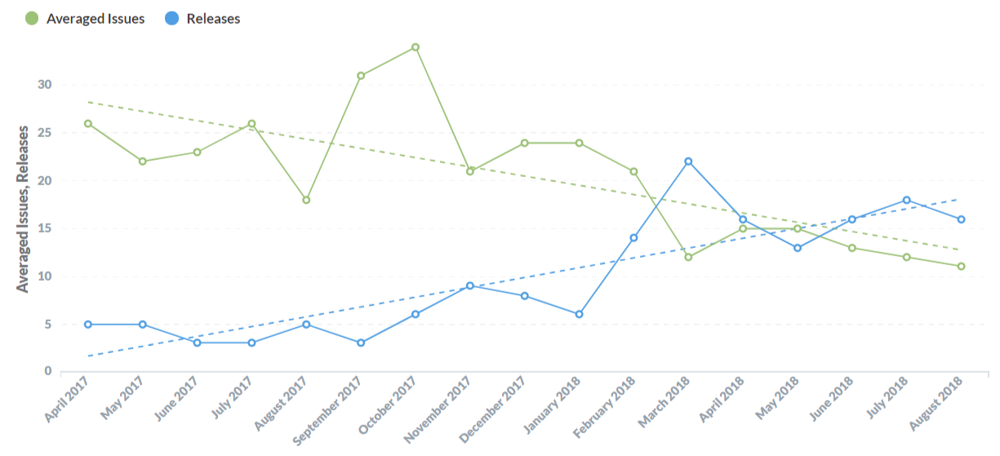 Averaged Issues Releases
Averaged Issues, Releases
30
25
20
15
10
5
0
April 2017
May 2017
June 2017
July 2017
August 2017
September 2017
October 2017
November 2017
December 2017
January 2018
February 2018
March 2018
April 2018
May 2018
June 2018
July 2018
August 2018